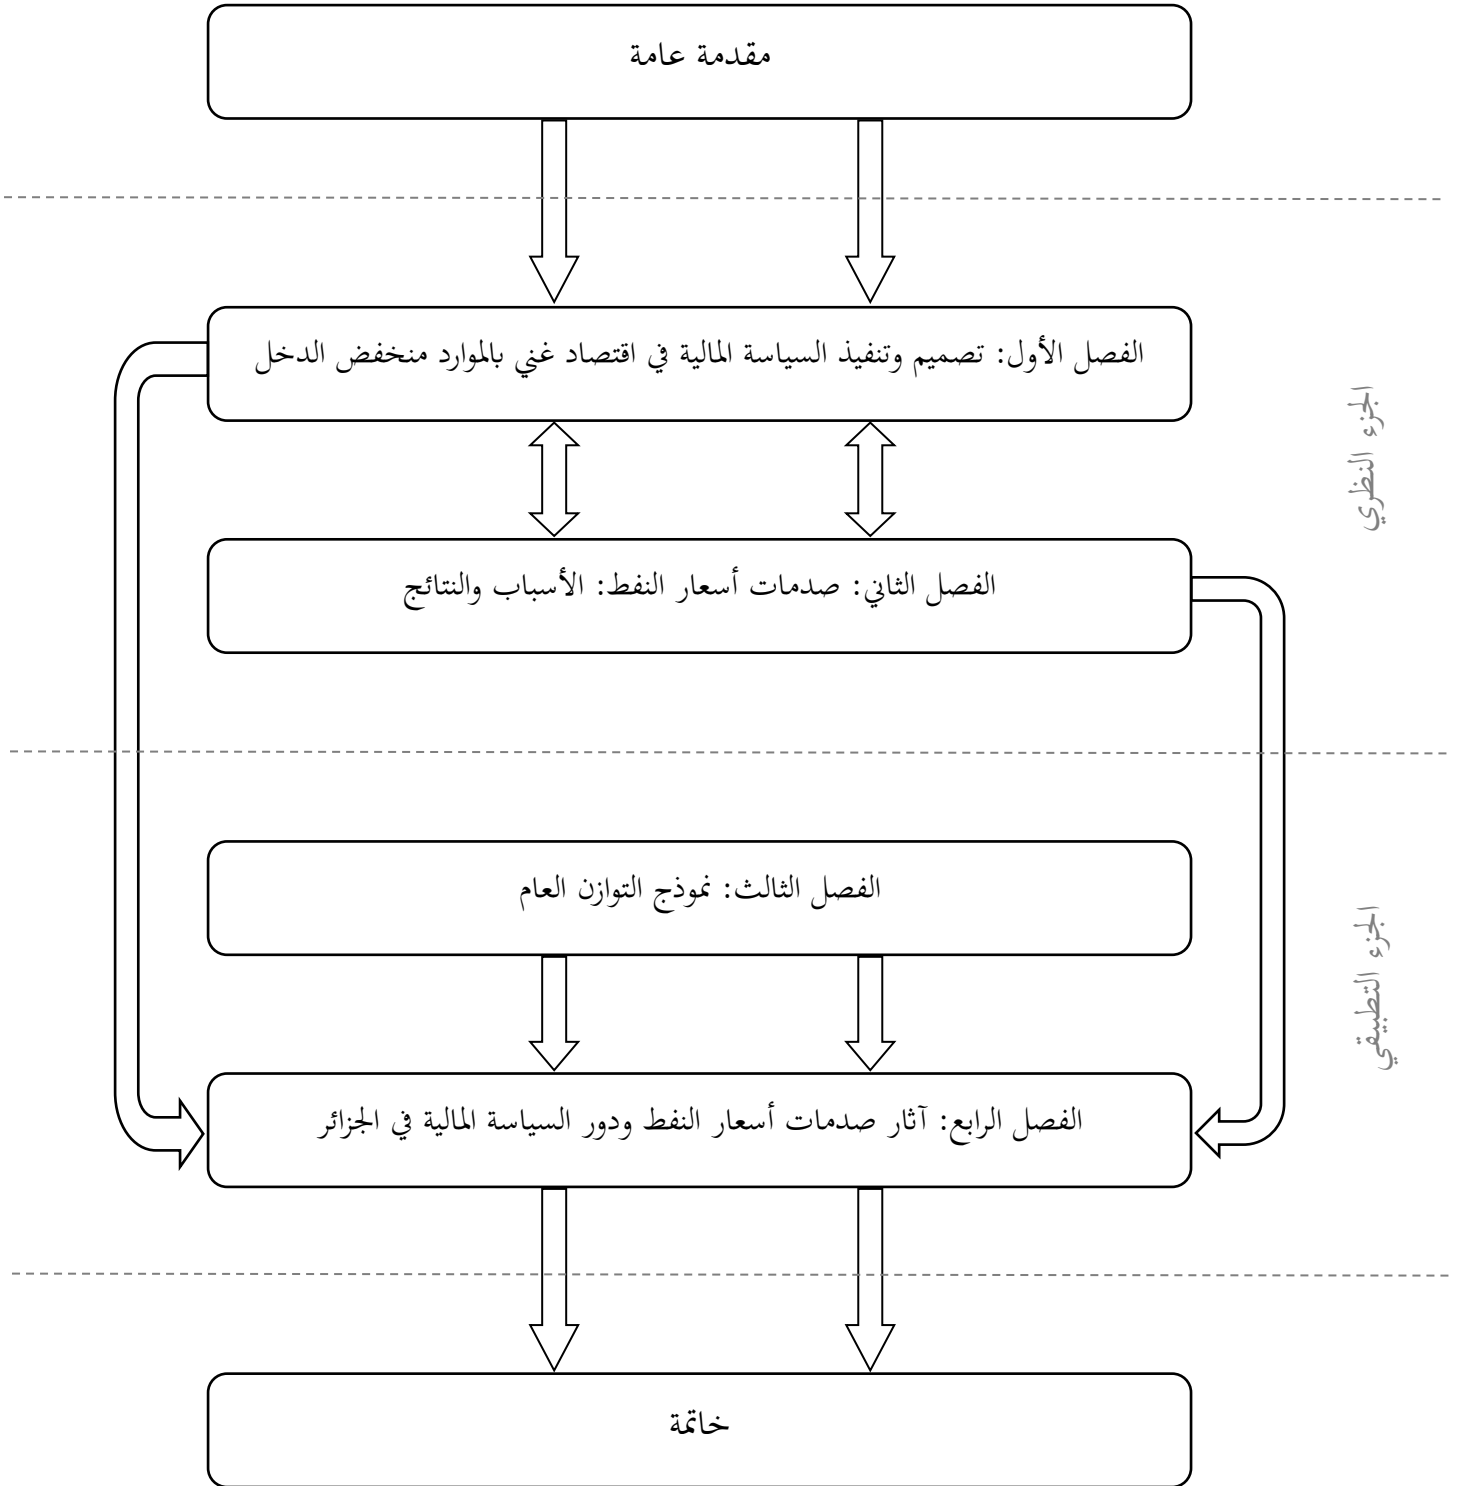 مقدمة عامة
الفصل الأول: تصميم وتنفيذ السياسة المالية في اقتصاد غني بالموارد منخفض الدخل
الجزء النظري
الفصل الثاني: صدمات أسعار النفط: الأسباب والنتائج
الفصل الثالث: نموذج التوازن العام
الجزء التطبيقي
الفصل الرابع: آثار صدمات أسعار النفط ودور السياسة المالية في الجزائر
خاتمة